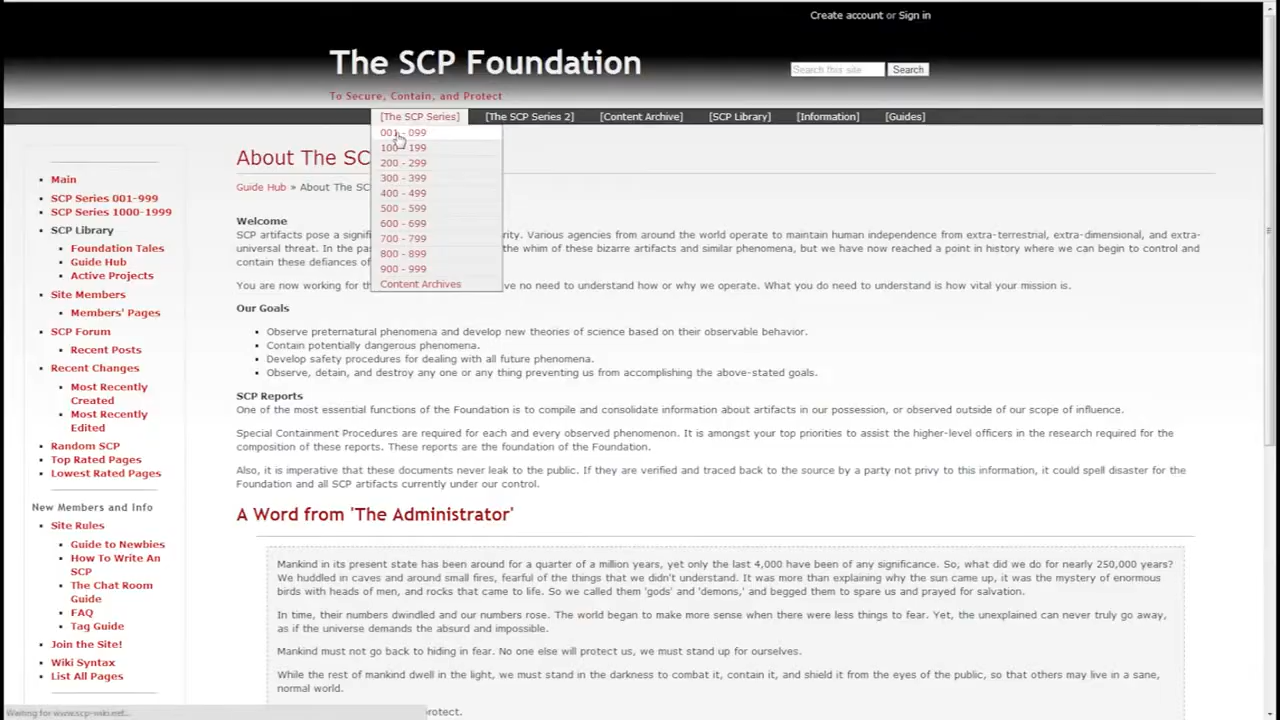 Create account or Sign in
The SCP Foundation
Search this site Search
To Secure, Contain, and Protect
[The SCP Series] [The SCP Series 2] [Content Archive] [SCP Library] [Information] [Guides]
001 - 099
100 - 199
200 - 299
300 - 399
400 - 499
500 - 599
600 - 699
700 - 799
800 - 899
900 - 999
Content Archives
Main
SCP Series 001-999
SCP Series 1000-1999
SCP Library
Foundation Tales
Guide Hub
Active Projects
Site Members
Members' Pages
SCP Forum
Recent Posts
Recent Changes
Most Recently
Created
Most Recently
Edited
Random SCP
Top Rated Pages
Lowest Rated Pages
New Members and Info
Site Rules
Guide to Newbies
How To Write An
SCP
The Chat Room
Guide
FAQ
Tag Guide
Join the Site!
Wiki Syntax
List All Pages
About The SC
Guide Hub » About The SC
Welcome
SCP artifacts pose a signifi rity. Various agencies from around the world operate to maintain human independence from extra-terrestrial, extra-dimensional, and extra-
universal threat. In the pas the whim of these bizarre artifacts and similar phenomena, but we have now reached a point in history where we can begin to control and
contain these defiances of
You are now working for th ve no need to understand how or why we operate. What you do need to understand is how vital your mission is.
Our Goals
Observe preternatural phenomena and develop new theories of science based on their observable behavior.
Contain potentially dangerous phenomena.
Develop safety procedures for dealing with all future phenomena.
Observe, detain, and destroy any one or any thing preventing us from accomplishing the above-stated goals.
SCP Reports
One of the most essential functions of the Foundation is to compile and consolidate information about artifacts in our possession, or observed outside of our scope of influence.
Special Containment Procedures are required for each and every observed phenomenon. It is amongst your top priorities to assist the higher-level officers in the research required for the
composition of these reports. These reports are the foundation of the Foundation.
Also, it is imperative that these documents never leak to the public. If they are verified and traced back to the source by a party not privy to this information, it could spell disaster for the
Foundation and all SCP artifacts currently under our control.
A Word from 'The Administrator'
Mankind in its present state has been around for a quarter of a million years, yet only the last 4,000 have been of any significance. So, what did we do for nearly 250,000 years?
We huddled in caves and around small fires, fearful of the things that we didn't understand. It was more than explaining why the sun came up, it was the mystery of enormous
birds with heads of men, and rocks that came to life. So we called them 'gods' and 'demons,' and begged them to spare us and prayed for salvation.
In time, their numbers dwindled and our numbers rose. The world began to make more sense when there were less things to fear. Yet, the unexplained can never truly go away,
as if the universe demands the absurd and impossible.
Mankind must not go back to hiding in fear. No one else will protect us, we must stand up for ourselves.
While the rest of mankind dwell in the light, we must stand in the darkness to combat it, contain it, and shield it from the eyes of the public, so that others may live in a sane,
normal world.
protect.
Waiting for www.scp-wiki.net...